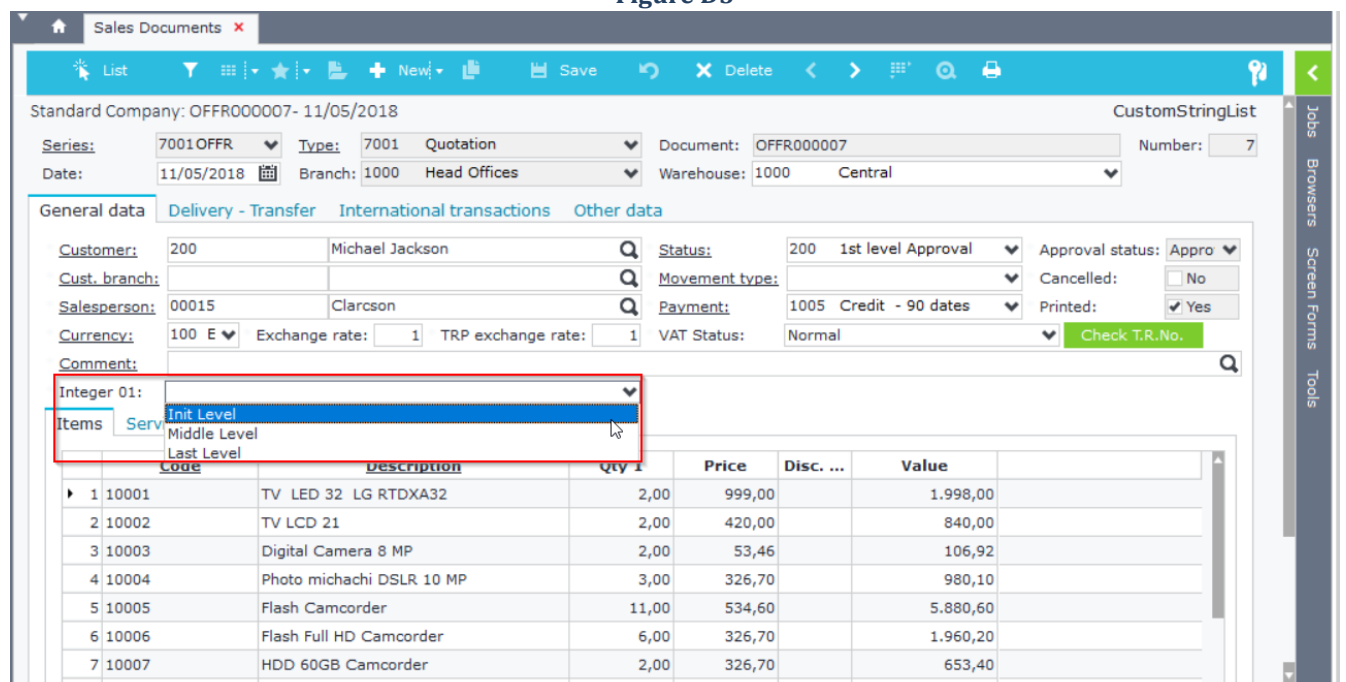 Sales Documents
List New Save Delete
Standard Company: OFFR000007- 11/05/2018 CustomStringList
Series: 7001 OFFR Type: 7001 Quotation Document: OFFR000007 Number: 7
Date: 11/05/2018 Branch: 1000 Head Offices Warehouse: 1000 Central
General data Delivery - Transfer International transactions Other data
Customer: 200 Michael Jackson Status: 200 1st level Approval Approval status: Appro
Cust. branch: Movement type: Cancelled: No
Salesperson: 00015 Clarcson Payment: 1005 Credit - 90 dates Printed: Yes
Currency: 100 E Exchange rate: 1 TRP exchange rate: 1 VAT Status: Normal Check T.R.No.
Comment:
Integer 01:
Init Level
Items Serv
Middle Level
Last Level
Code Description Qty 1 Price Disc. ... Value
1 10001 TV LED 32 LG RTDXA32 2,00 999,00 1.998,00
2 10002 TV LCD 21 2,00 420,00 840,00
3 10003 Digital Camera 8 MP 2,00 53,46 106,92
4 10004 Photo michachi DSLR 10 MP 3,00 326,70 980,10
5 10005 Flash Camcorder 11,00 534,60 5.880,60
6 10006 Flash Full HD Camcorder 6,00 326,70 1.960,20
7 10007 HDD 60GB Camcorder 2,00 326,70 653,40
Jobs
Browsers
Screen Forms
Tools